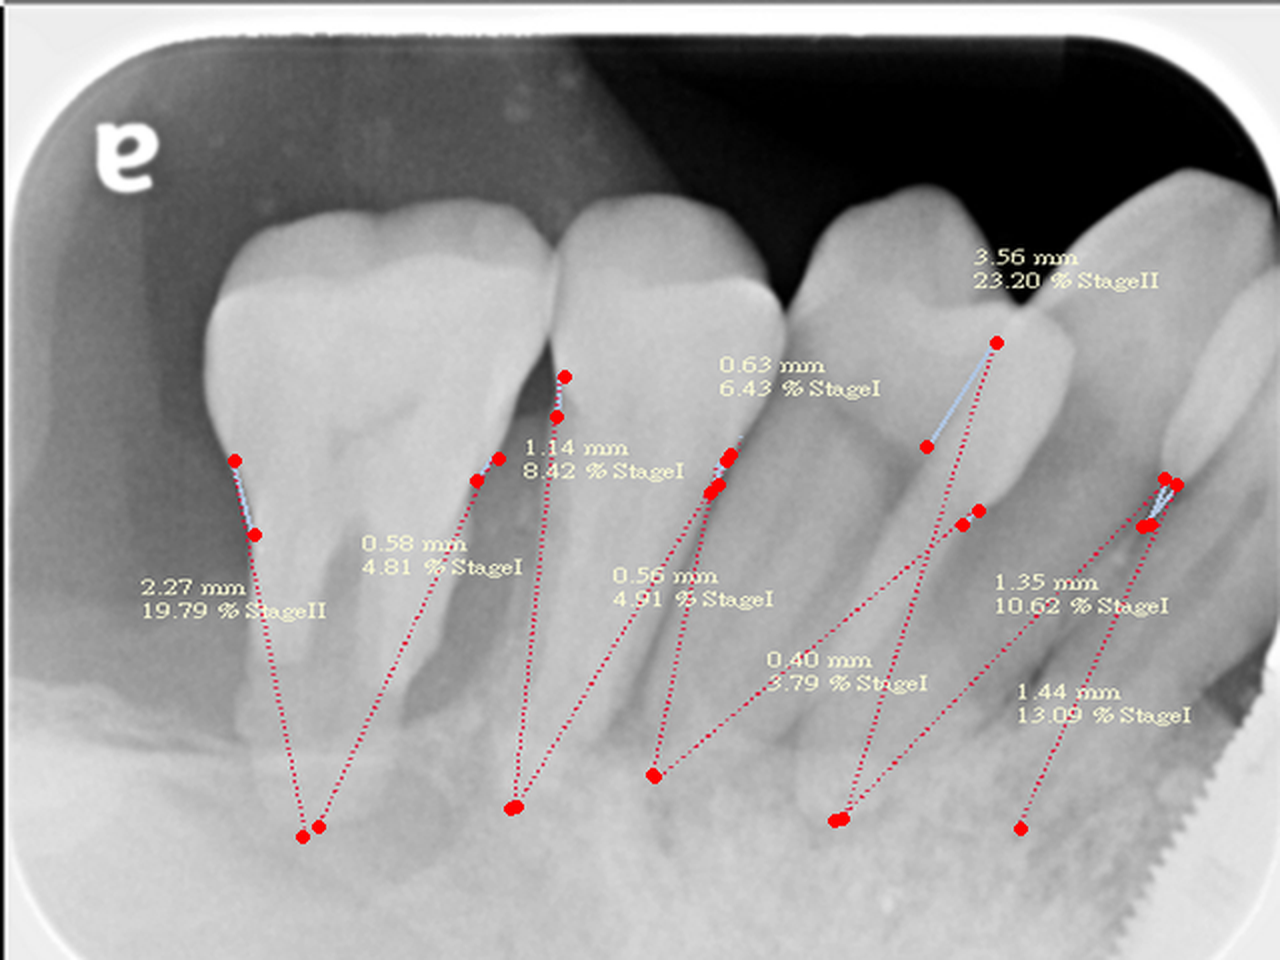 a
3.56 mm
23.20 % StageII
0.63 mm
6.43 % StageI
1.14 mm
8.42 % StageI
0.58 mm
4.81 % StageI
0.56 mm
4.91 % StageI
2.27 mm
19.79 % StageII
1.35 mm
10.62 % StageI
0.40 mm
3.79 % StageI
1.44 mm
13.09 % StageI